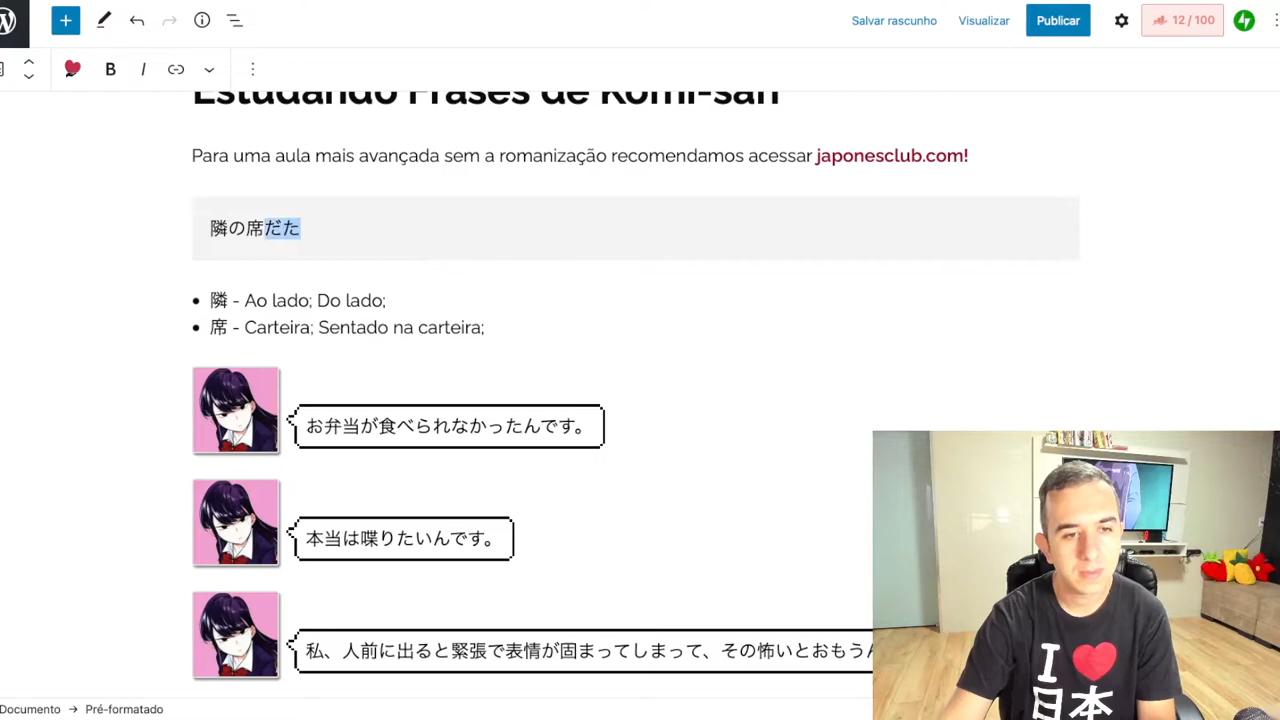 Salvar rascunho Visualizar Publicar 12 / 100
B I
Estudando Frases de Komi-san
Para uma aula mais avançada sem a romanização recomendamos acessar japonesclub.com!
隣の席だた
隣 - Ao lado; Do lado;
席 - Carteira; Sentado na carteira;
お弁当が食べられなかったんです。
本当は喋りたいんです。
私、人前に出ると緊張で表情が固まってしまって、その怖いとおもうん
I
日本
Documento → Pré-formatado